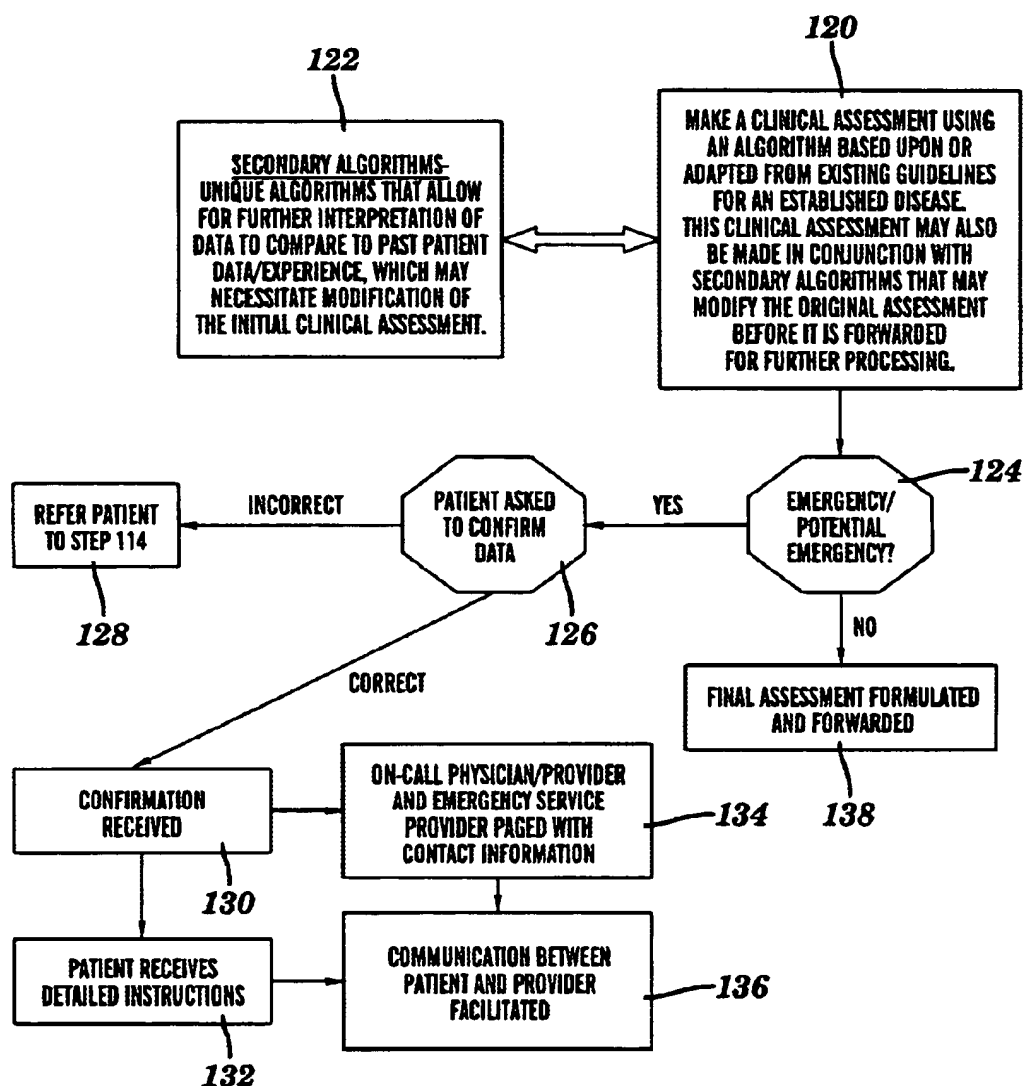 122
SECONDARY ALGORITHMS-
UNIQUE ALGORITHMS THAT ALLOW
FOR FURTHER INTERPRETATION OF
DATA TO COMPARE TO PAST PATIENT
DATA/EXPERIENCE, WHICH MAY
NECESSITATE MODIFICATION OF
THE INITIAL CLINICAL ASSESSMENT.
120
MAKE A CLINICAL ASSESSMENT USING
AN ALGORITHM BASED UPON OR
ADAPTED FROM EXISTING GUIDELINES
FOR AN ESTABLISHED DISEASE.
THIS CLINICAL ASSESSMENT MAY ALSO
BE MADE IN CONJUNCTION WITH
SECONDARY ALGORITHMS THAT MAY
MODIFY THE ORIGINAL ASSESSMENT
BEFORE IT IS FORWARDED
FOR FURTHER PROCESSING.
124
EMERGENCY/
POTENTIAL
EMERGENCY?
YES
PATIENT ASKED
TO CONFIRM
DATA
126
INCORRECT
REFER PATIENT
TO STEP 114
128
NO
FINAL ASSESSMENT FORMULATED
AND FORWARDED
138
CORRECT
CONFIRMATION
RECEIVED
130
ON-CALL PHYSICIAN/PROVIDER
AND EMERGENCY SERVICE
PROVIDER PAGED WITH
CONTACT INFORMATION
134
PATIENT RECEIVES
DETAILED INSTRUCTIONS
132
COMMUNICATION BETWEEN
PATIENT AND PROVIDER
FACILITATED
136